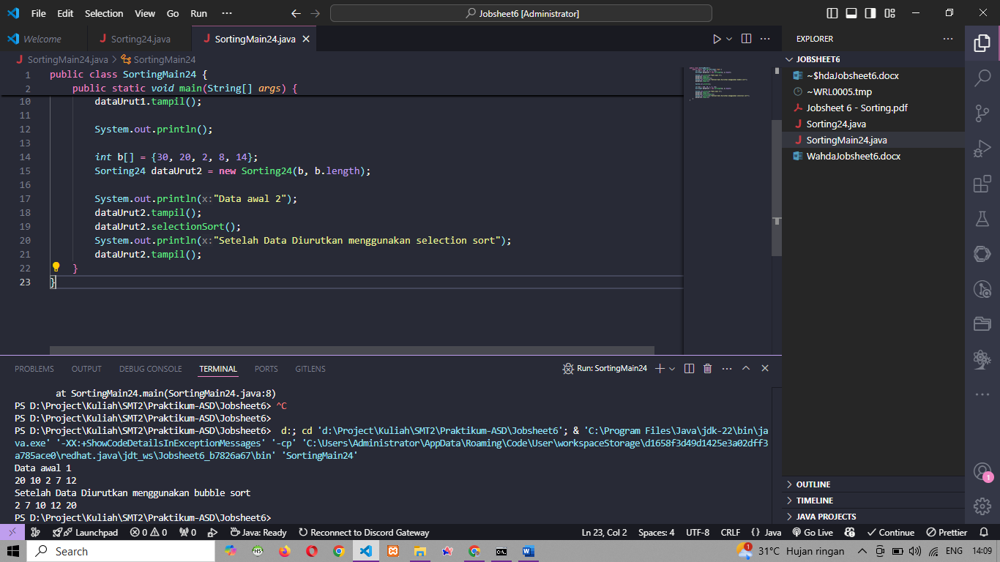 File Edit Selection View Go Run ··· Jobsheet6 [Administrator]
Welcome Sorting24.java SortingMain24.java
SortingMain24.java > SortingMain24
1 public class SortingMain24 {
2 public static void main(String[] args) {
10 dataUrut1.tampil();
11
12 System.out.println();
13
14 int b[] = {30, 20, 2, 8, 14};
15 Sorting24 dataUrut2 = new Sorting24(b, b.length);
16
17 System.out.println(x:"Data awal 2");
18 dataUrut2.tampil();
19 dataUrut2.selectionSort();
20 System.out.println(x:"Setelah Data Diurutkan menggunakan selection sort");
21 dataUrut2.tampil();
22 }
23 }
EXPLORER
JOBSHEET6
~$hdaJobsheet6.docx
~WRL0005.tmp
Jobsheet 6 - Sorting.pdf
Sorting24.java
SortingMain24.java
WahdaJobsheet6.docx
OUTLINE
TIMELINE
JAVA PROJECTS
1
PROBLEMS OUTPUT DEBUG CONSOLE TERMINAL PORTS GITLENS Run: SortingMain24
at SortingMain24.main(SortingMain24.java:8)
PS D:\Project\Kuliah\SMT2\Praktikum-ASD\Jobsheet6> ^C
PS D:\Project\Kuliah\SMT2\Praktikum-ASD\Jobsheet6>
PS D:\Project\Kuliah\SMT2\Praktikum-ASD\Jobsheet6> d:; cd 'd:\Project\Kuliah\SMT2\Praktikum-ASD\Jobsheet6'; & 'C:\Program Files\Java\jdk-22\bin\ja
va.exe' '-XX:+ShowCodeDetailsInExceptionMessages' '-cp' 'C:\Users\Administrator\AppData\Roaming\Code\User\workspaceStorage\d1658f3d49d1425e3a02dff3
a785ace0\redhat.java\jdt_ws\Jobsheet6_b7826a67\bin' 'SortingMain24'
Data awal 1
20 10 2 7 12
Setelah Data Diurutkan menggunakan bubble sort
2 7 10 12 20
PS D:\Project\Kuliah\SMT2\Praktikum-ASD\Jobsheet6>
Launchpad 0 0 0 Java: Ready Reconnect to Discord Gateway Ln 23, Col 2 Spaces: 4 UTF-8 CRLF {} Java Go Live Continue Prettier
Search 1 31°C Hujan ringan ENG 14:09